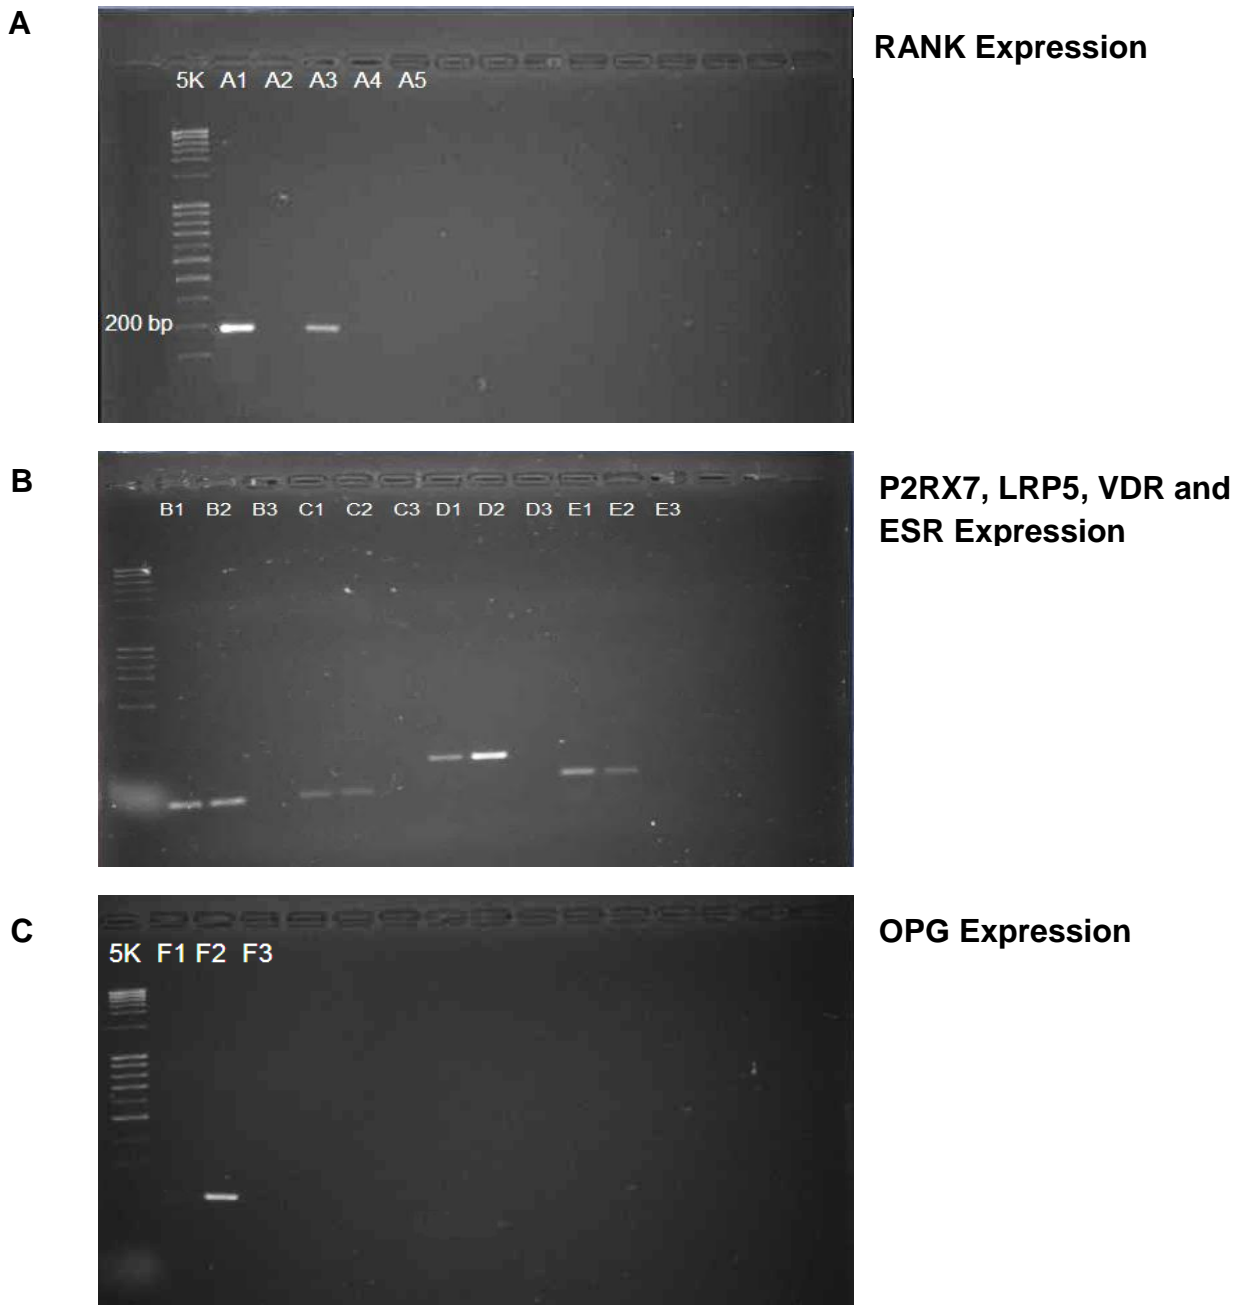 A
RANK Expression
5K A1 A2 A3 A4 A5
200 bp
B
P2RX7, LRP5, VDR and
ESR Expression
B1 B2 B3 C1 C2 C3 D1 D2 D3 E1 E2 E3
C
OPG Expression
5K F1 F2 F3